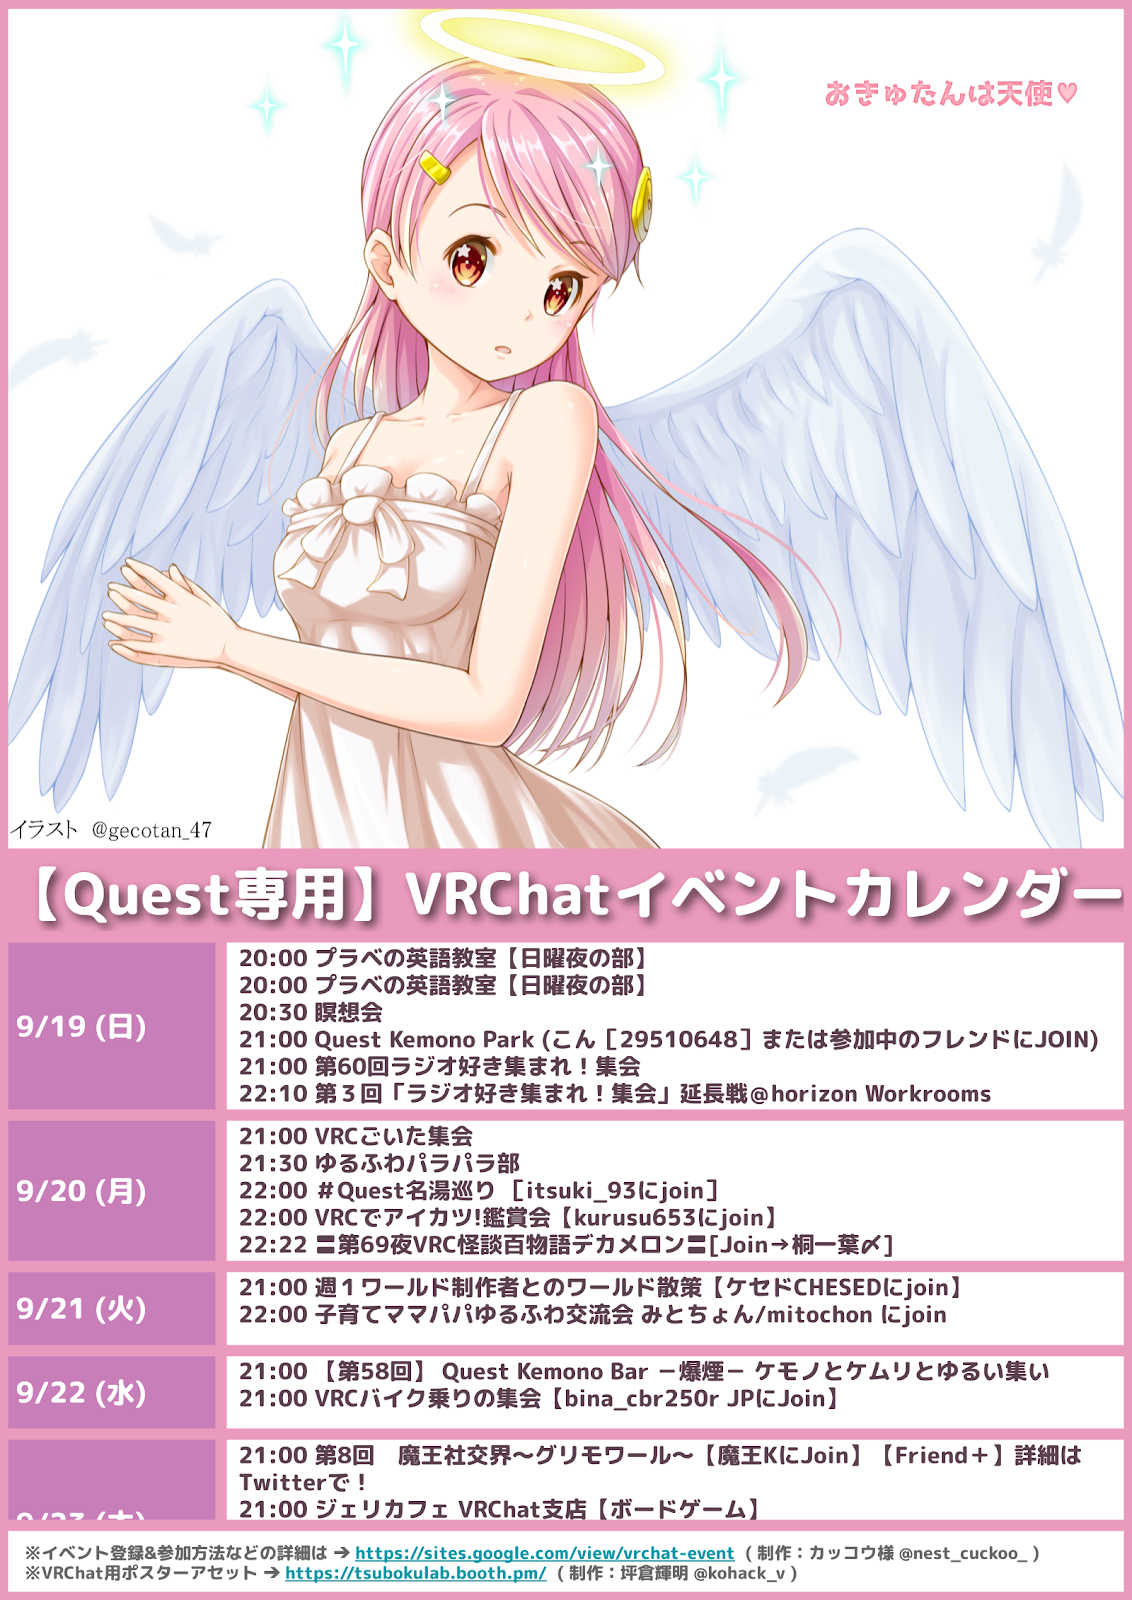 おきゅたんは天使♥
イラスト @gecotan_47
【Quest専用】VRChatイベントカレンダー
9/19 (日)
20:00 プラベの英語教室【日曜夜の部】
20:00 プラベの英語教室【日曜夜の部】
20:30 瞑想会
21:00 Quest Kemono Park (こん［29510648］または参加中のフレンドにJOIN)
21:00 第60回ラジオ好き集まれ！集会
22:10 第３回「ラジオ好き集まれ！集会」延長戦@horizon Workrooms
9/20 (月)
21:00 VRCごいた集会
21:30 ゆるふわパラパラ部
22:00 ＃Quest名湯巡り ［itsuki_93にjoin］
22:00 VRCでアイカツ!鑑賞会【kurusu653にjoin】
22:22 〓第69夜VRC怪談百物語デカメロン〓[Join→桐一葉〆]
9/21 (火)
21:00 週１ワールド制作者とのワールド散策【ケセドCHESEDにjoin】
22:00 子育てママパパゆるふわ交流会 みとちょん/mitochon にjoin
9/22 (水)
21:00 【第58回】 Quest Kemono Bar －爆煙－ ケモノとケムリとゆるい集い
21:00 VRCバイク乗りの集会【bina_cbr250r JPにJoin】
9/23 (木)
21:00 第8回　魔王社交界～グリモワール～【魔王KにJoin】【Friend＋】詳細は
Twitterで！
21:00 ジェリカフェ VRChat支店【ボードゲーム】
※イベント登録&参加方法などの詳細は ➔ https://sites.google.com/view/vrchat-event ( 制作：カッコウ様 @nest_cuckoo_ )
※VRChat用ポスターアセット ➔ https://tsubokulab.booth.pm/ ( 制作：坪倉輝明 @kohack_v )